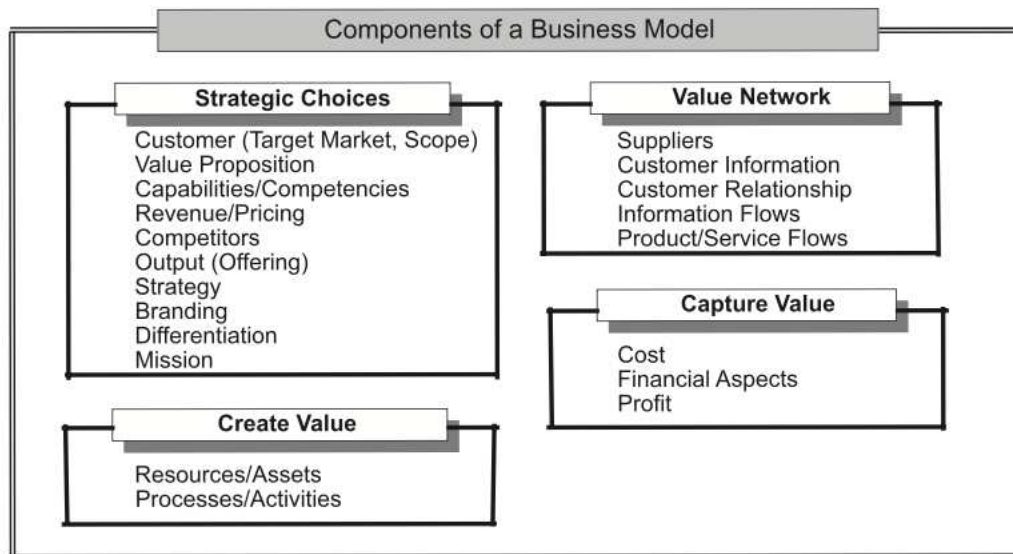 Components of a Business Model
Strategic Choices
Customer (Target Market, Scope)
Value Proposition
Capabilities/Competencies
Revenue/Pricing
Competitors
Output (Offering)
Strategy
Branding
Differentiation
Mission
Create Value
Resources/Assets
Processes/Activities
Value Network
Suppliers
Customer Information
Customer Relationship
Information Flows
Product/Service Flows
Capture Value
Cost
Financial Aspects
Profit